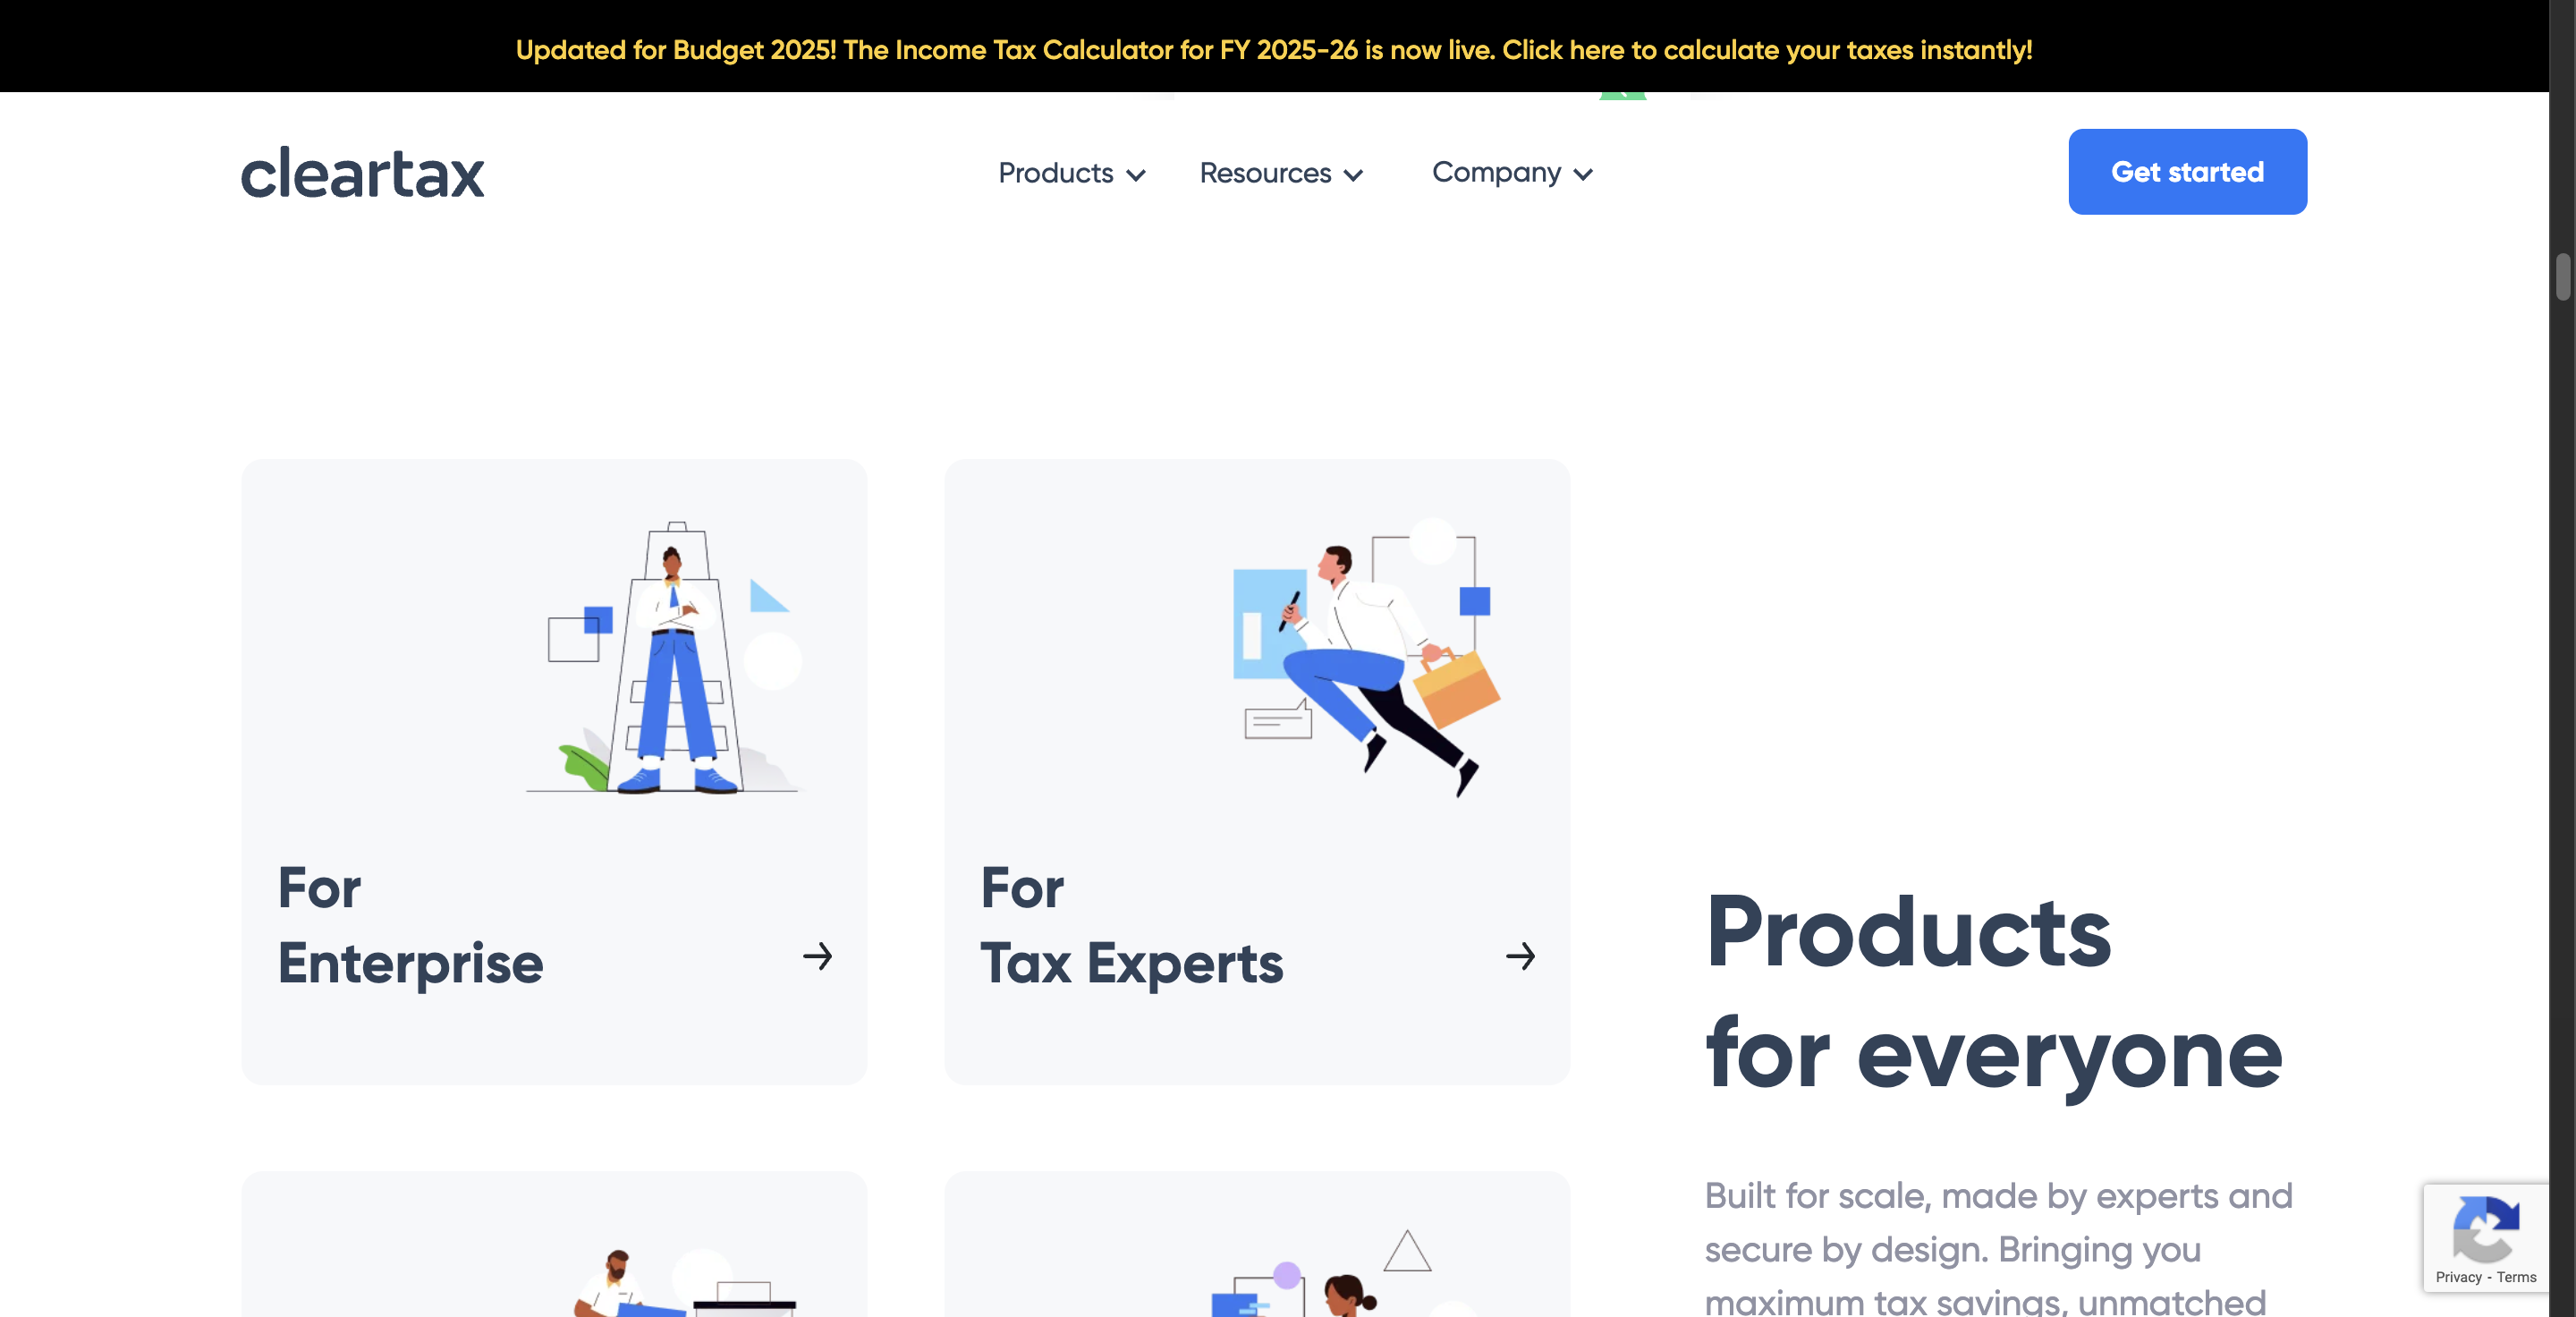 Updated for Budget 2025! The Income Tax Calculator for FY 2025-26 is now live. Click here to calculate your taxes instantly!
cleartax
Products
Resources
Company
Get started
For
Enterprise
For
Tax Experts
Products
for everyone
Built for scale, made by experts and
secure by design. Bringing you
maximum tax savings, unmatched
Privacy - Terms